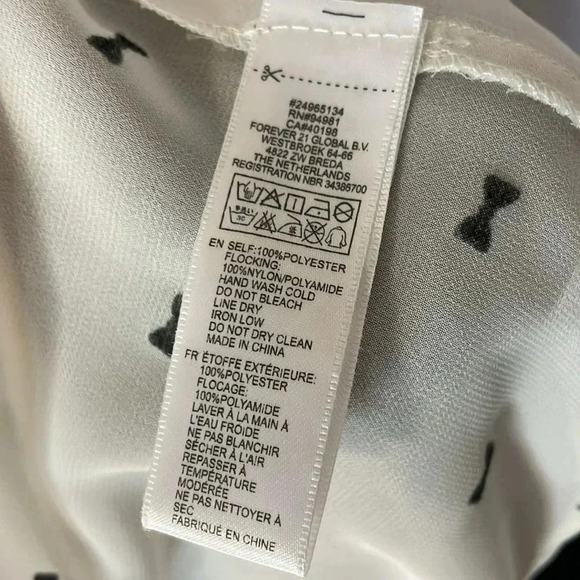 #24965134
RN#94981
CA#40198
FOREVER 21 GLOBAL B.V.
WESTBROEK 64-66
4822 ZW BREDA
THE NETHERLANDS
REGISTRATION NBR 34386700
EN SELF:100%POLYESTER
FLOCKING:
100%NYLON/POLYAMIDE
HAND WASH COLD
DO NOT BLEACH
LINE DRY
IRON LOW
DO NOT DRY CLEAN
MADE IN CHINA
FR ÉTOFFE EXTÉRIEURE:
100%POLYESTER
FLOCAGE:
100%POLYAMIDE
LAVER À LA MAIN À
L'EAU FROIDE
NE PAS BLANCHIR
SÉCHER À L'AIR
REPASSER À
TEMPÉRATURE
MODÉRÉE
NE PAS NETTOYER À
SEC
FABRIQUÉ EN CHINE